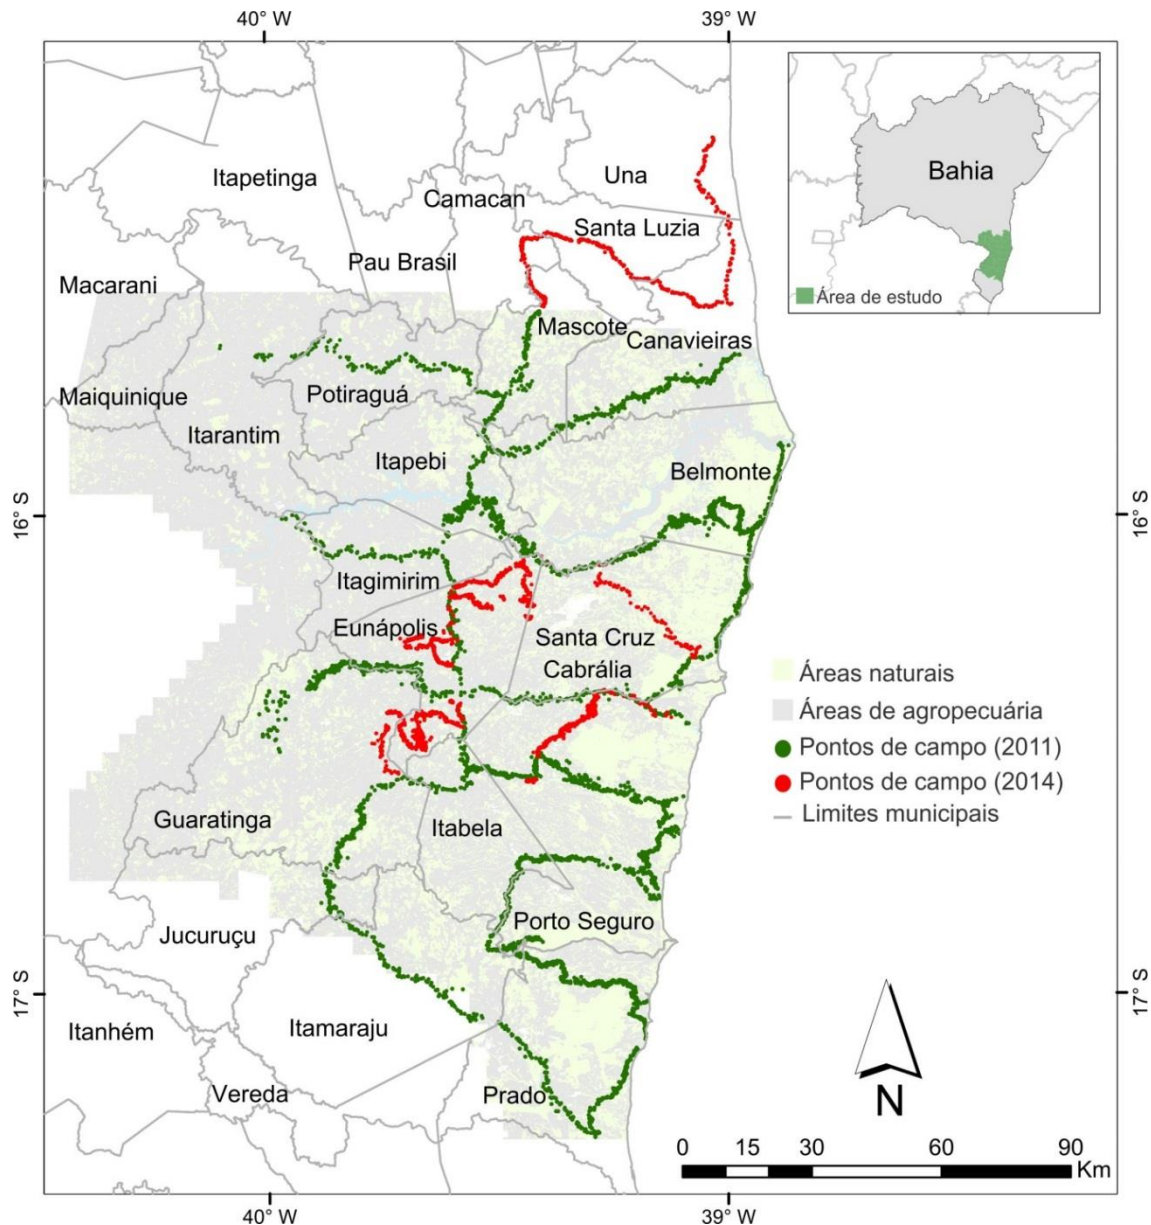 40° W
39° W
Bahia
Área de estudo
Itapetinga
Una
Camacan
Santa Luzia
Pau Brasil
Macarani
Mascote
Canavieiras
Maiquinique
Potiraguá
Itarantim
Itapebi
Belmonte
16° S
16° S
Itagimirim
Eunápolis
Santa Cruz
Cabrália
Áreas naturais
Áreas de agropecuária
Pontos de campo (2011)
Pontos de campo (2014)
Limites municipais
Guaratinga
Itabela
Porto Seguro
Jucuruçu
17° S
17° S
Itanhém
Itamaraju
Vereda
Prado
N
0 15 30 60 90
Km
40° W
39° W